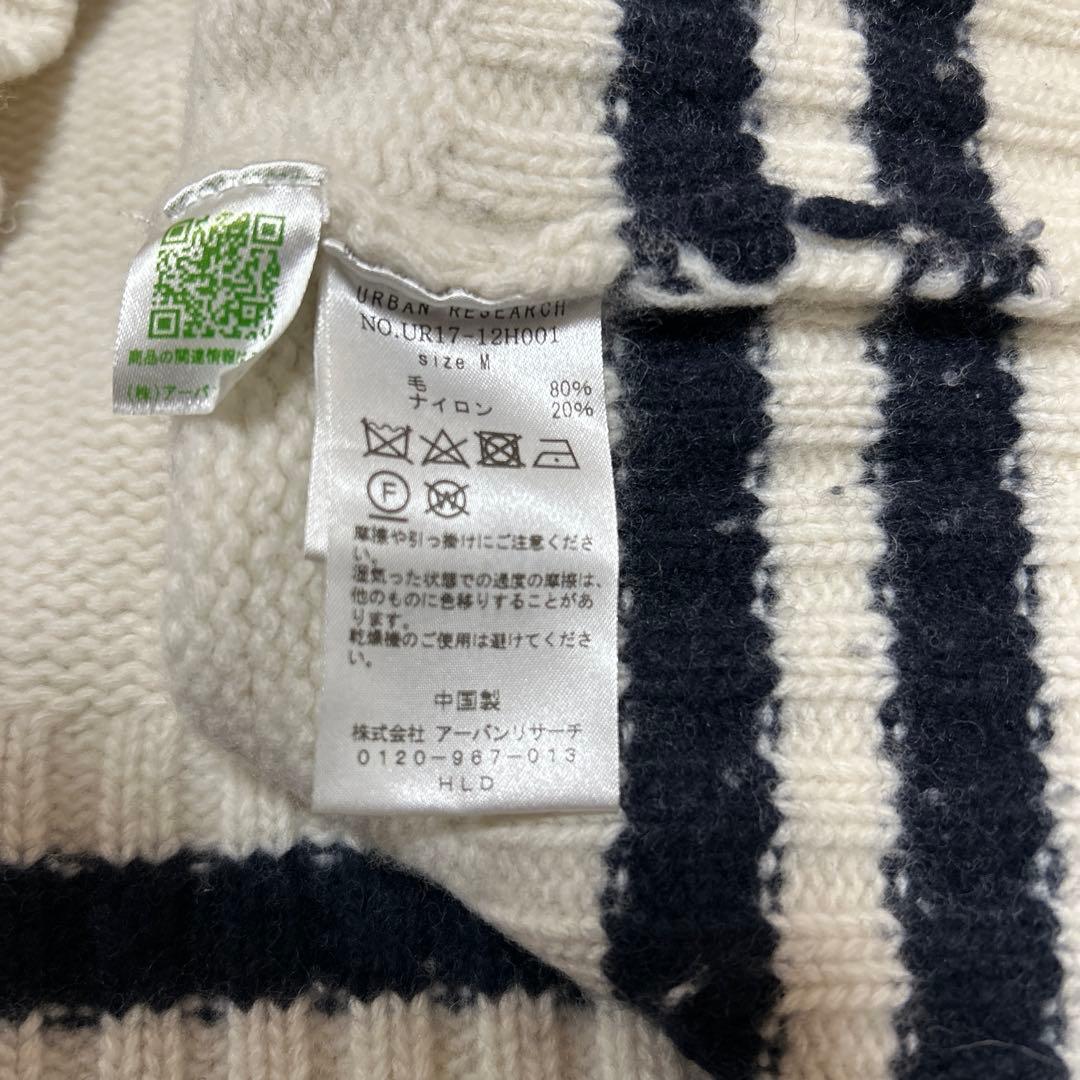 商品の関連情報は
(株)アーバ
URBAN RESEARCH
NO.UR17-12H001
size M
毛 80%
ナイロン 20%
F W
摩擦や引っ掛けにご注意くださ
い。
湿気った状態での過度の摩擦は、
他のものに色移りすることがあ
ります。
乾燥機のご使用は避けてくださ
い。
中国製
株式会社 アーバンリサーチ
0120-967-013
HLD